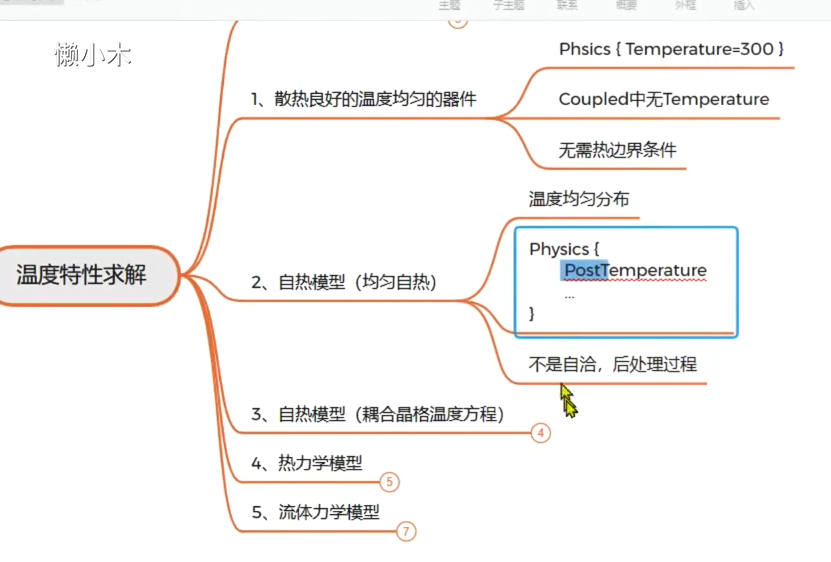 主题 子主题 联系 概要 外框 插入
懒小木
Phsics { Temperature=300 }
1、散热良好的温度均匀的器件
Coupled中无Temperature
无需热边界条件
温度均匀分布
Physics {
PostTemperature
...
}
温度特性求解
2、自热模型（均匀自热）
不是自洽，后处理过程
3、自热模型（耦合晶格温度方程）
4
4、热力学模型
5
5、流体力学模型
7